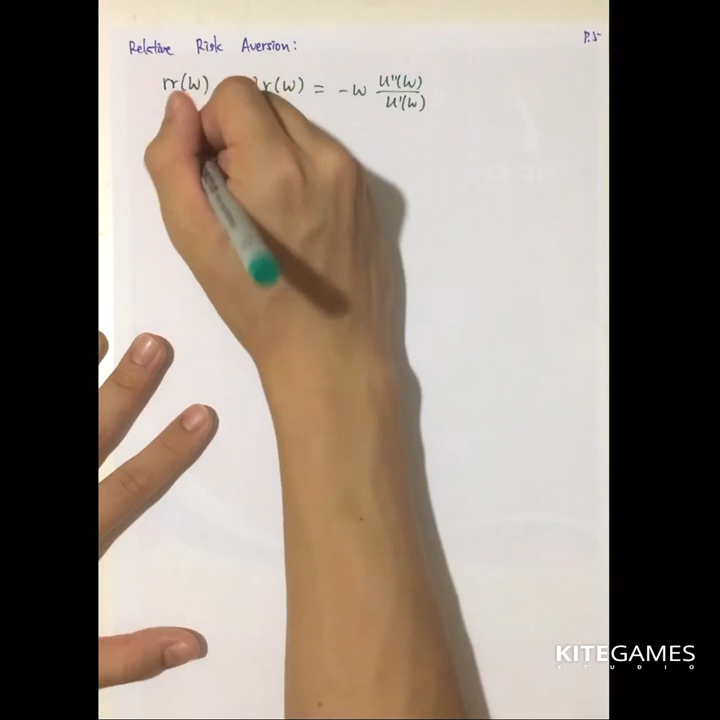 Relative Risk Aversion:
P.5
rr(w) r(w) = -w u''(w) / u'(w)
KITEGAMES
STUDIO